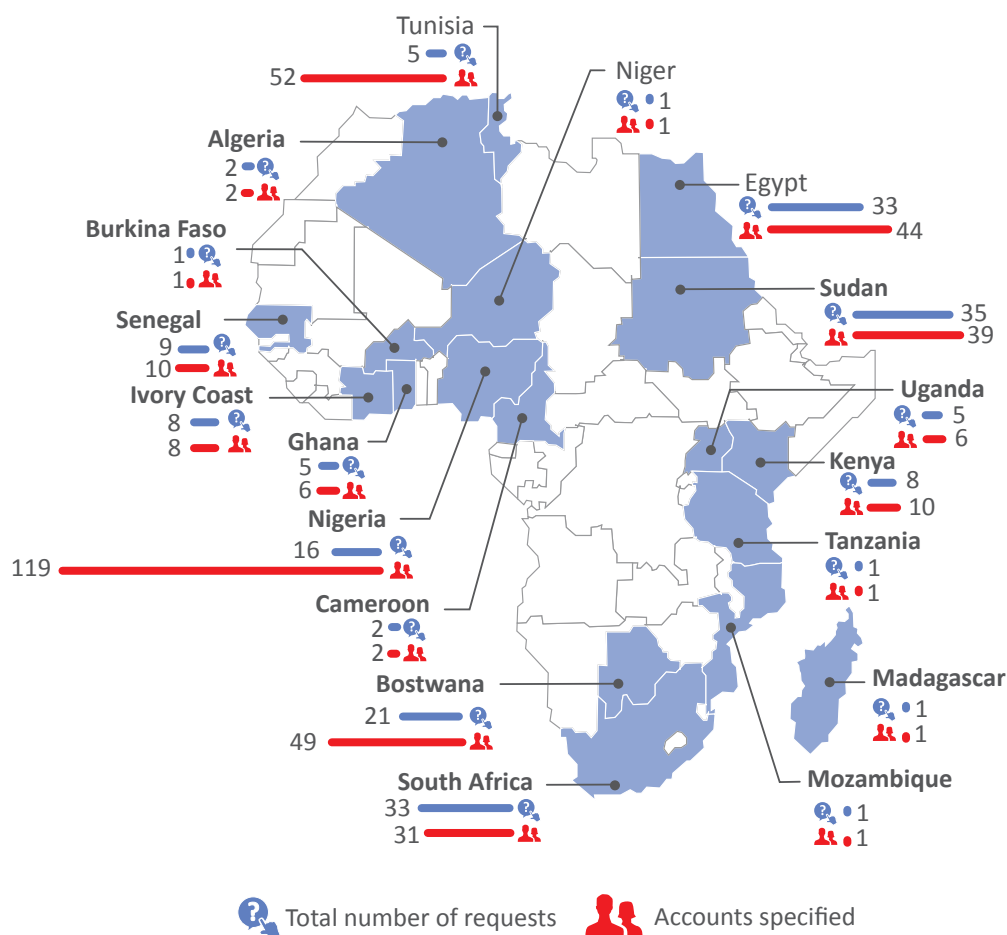 Tunisia
5
52
Niger
1
1
Algeria
2
2
Egypt
33
44
Burkina Faso
1
1
Sudan
35
39
Senegal
9
10
Ivory Coast
8
8
Uganda
5
6
Ghana
5
6
Kenya
8
10
Nigeria
16
119
Tanzania
1
1
Cameroon
2
2
Bostwana
21
49
Madagascar
1
1
South Africa
33
31
Mozambique
1
1
? Total number of requests
Accounts specified